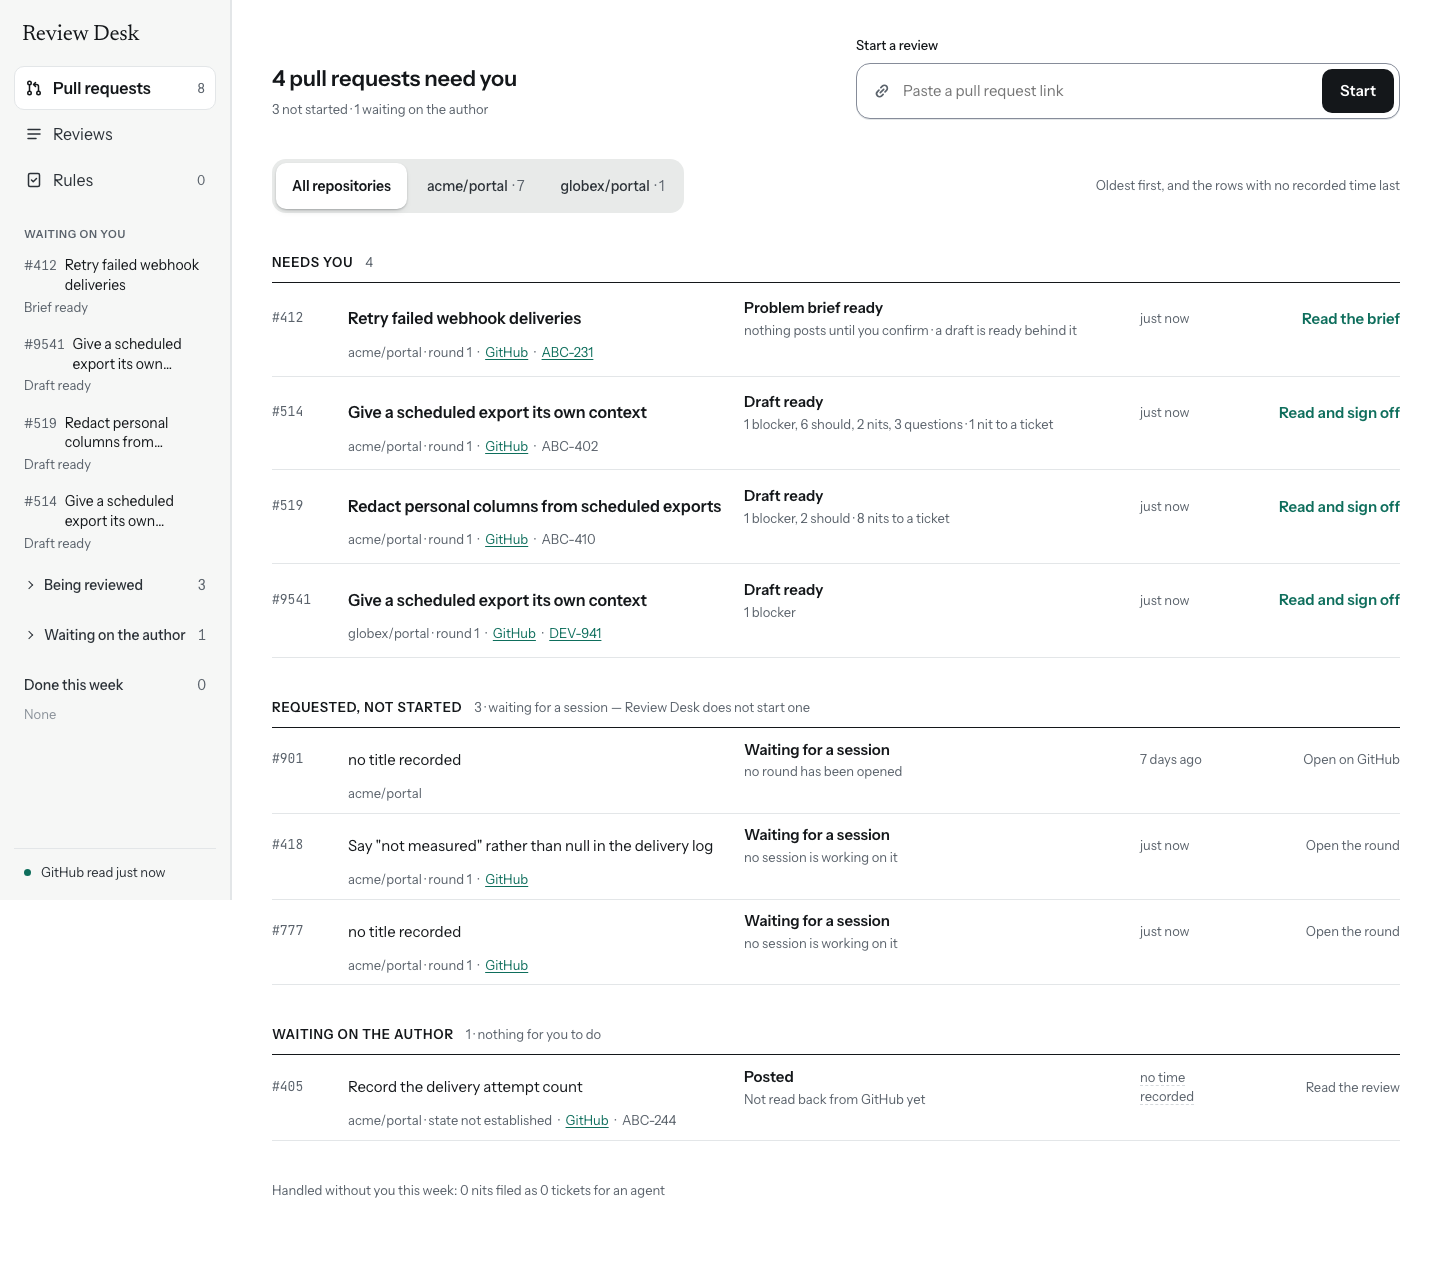 Review Desk
Pull requests 8
Reviews
Rules 0
WAITING ON YOU
#412 Retry failed webhook
deliveries
Brief ready
#9541 Give a scheduled
export its own…
Draft ready
#519 Redact personal
columns from…
Draft ready
#514 Give a scheduled
export its own…
Draft ready
Being reviewed 3
Waiting on the author 1
Done this week 0
None
GitHub read just now
Start a review
4 pull requests need you
3 not started · 1 waiting on the author
Paste a pull request link
Start
All repositories acme/portal · 7 globex/portal · 1
Oldest first, and the rows with no recorded time last
NEEDS YOU 4
#412 Retry failed webhook deliveries
acme/portal · round 1 · GitHub · ABC-231
Problem brief ready
nothing posts until you confirm · a draft is ready behind it
just now
Read the brief
#514 Give a scheduled export its own context
acme/portal · round 1 · GitHub · ABC-402
Draft ready
1 blocker, 6 should, 2 nits, 3 questions · 1 nit to a ticket
just now
Read and sign off
#519 Redact personal columns from scheduled exports
acme/portal · round 1 · GitHub · ABC-410
Draft ready
1 blocker, 2 should · 8 nits to a ticket
just now
Read and sign off
#9541 Give a scheduled export its own context
globex/portal · round 1 · GitHub · DEV-941
Draft ready
1 blocker
just now
Read and sign off
REQUESTED, NOT STARTED 3 · waiting for a session — Review Desk does not start one
#901 no title recorded
acme/portal
Waiting for a session
no round has been opened
7 days ago
Open on GitHub
#418 Say "not measured" rather than null in the delivery log
acme/portal · round 1 · GitHub
Waiting for a session
no session is working on it
just now
Open the round
#777 no title recorded
acme/portal · round 1 · GitHub
Waiting for a session
no session is working on it
just now
Open the round
WAITING ON THE AUTHOR 1 · nothing for you to do
#405 Record the delivery attempt count
acme/portal · state not established · GitHub · ABC-244
Posted
Not read back from GitHub yet
no time
recorded
Read the review
Handled without you this week: 0 nits filed as 0 tickets for an agent